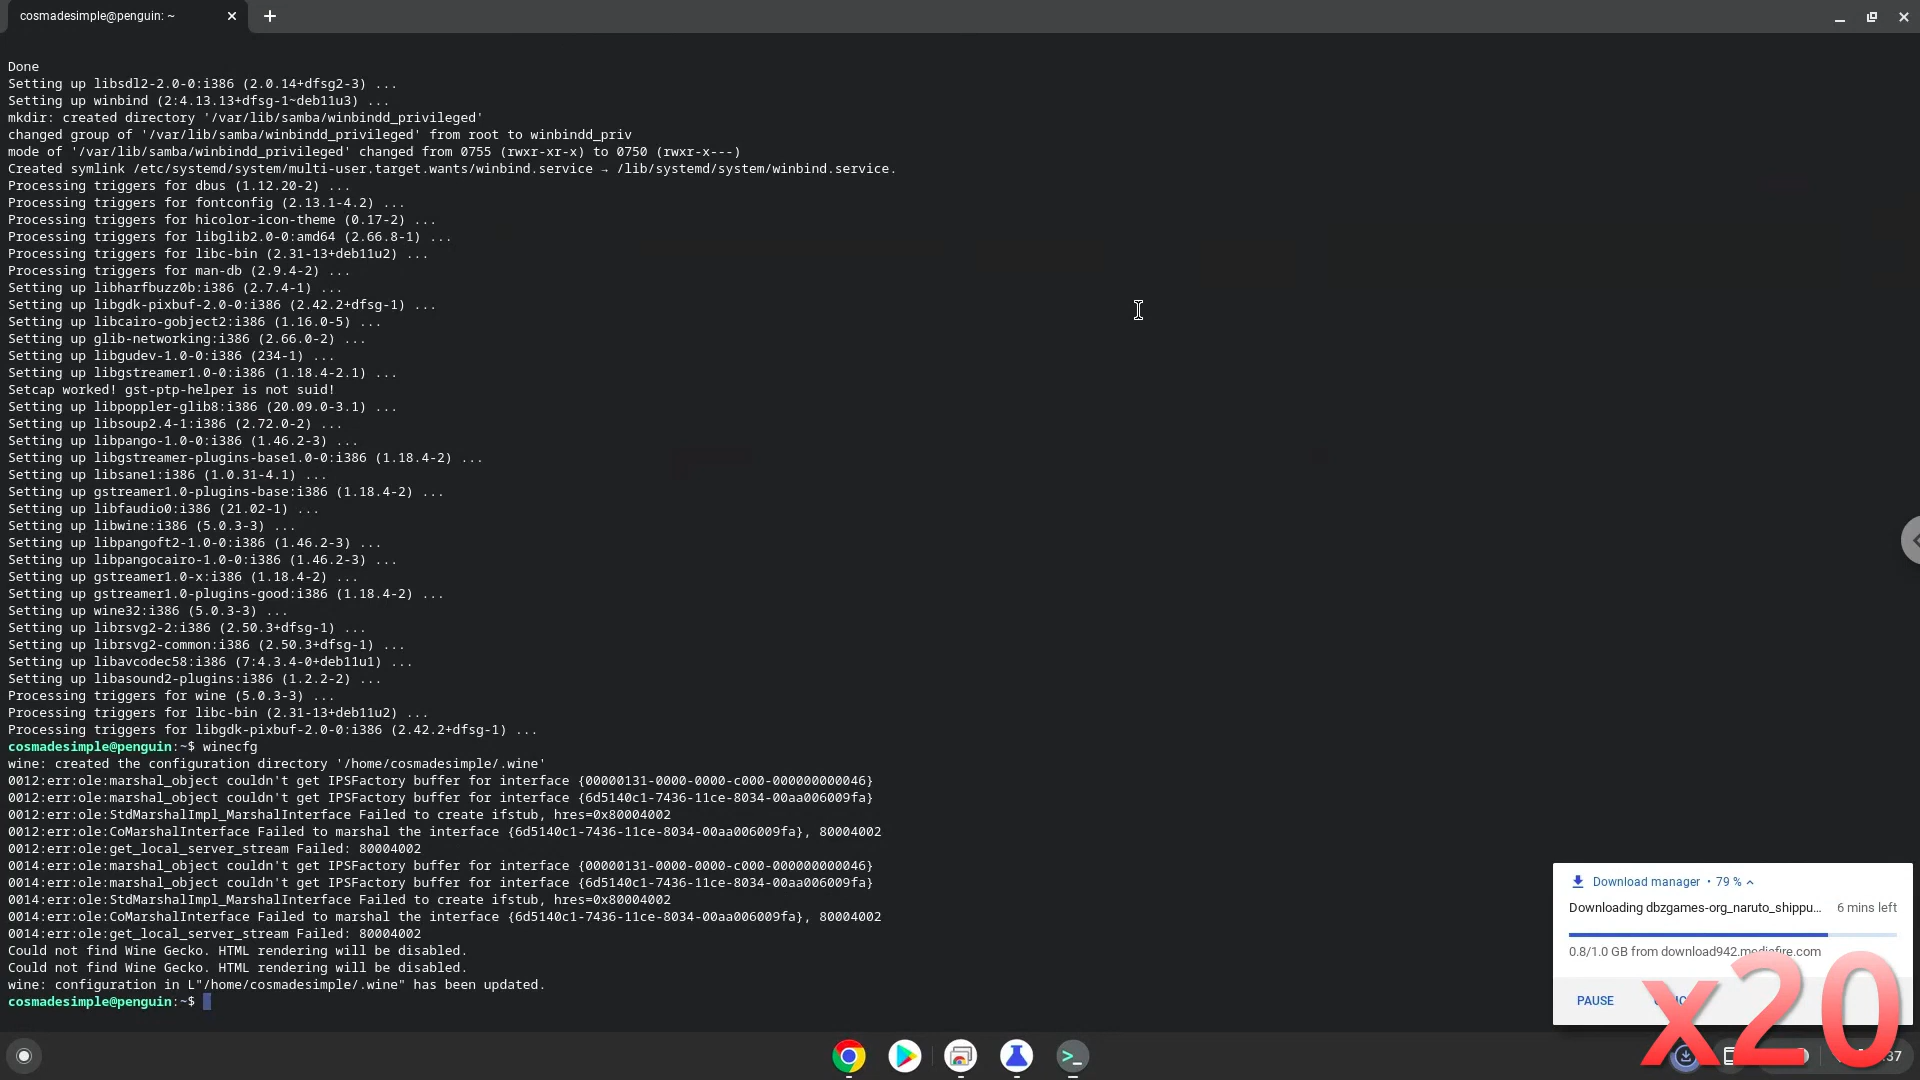 cosmadesimple@penguin: ~
Done
Setting up libsdl2-2.0-0:i386 (2.0.14+dfsg2-3) ...
Setting up winbind (2:4.13.13+dfsg-1~deb11u3) ...
mkdir: created directory '/var/lib/samba/winbindd_privileged'
changed group of '/var/lib/samba/winbindd_privileged' from root to winbindd_priv
mode of '/var/lib/samba/winbindd_privileged' changed from 0755 (rwxr-xr-x) to 0750 (rwxr-x---)
Created symlink /etc/systemd/system/multi-user.target.wants/winbind.service → /lib/systemd/system/winbind.service.
Processing triggers for dbus (1.12.20-2) ...
Processing triggers for fontconfig (2.13.1-4.2) ...
Processing triggers for hicolor-icon-theme (0.17-2) ...
Processing triggers for libglib2.0-0:amd64 (2.66.8-1) ...
Processing triggers for libc-bin (2.31-13+deb11u2) ...
Processing triggers for man-db (2.9.4-2) ...
Setting up libharfbuzz0b:i386 (2.7.4-1) ...
Setting up libgdk-pixbuf-2.0-0:i386 (2.42.2+dfsg-1) ...
Setting up libcairo-gobject2:i386 (1.16.0-5) ...
Setting up glib-networking:i386 (2.66.0-2) ...
Setting up libgudev-1.0-0:i386 (234-1) ...
Setting up libgstreamer1.0-0:i386 (1.18.4-2.1) ...
Setcap worked! gst-ptp-helper is not suid!
Setting up libpoppler-glib8:i386 (20.09.0-3.1) ...
Setting up libsoup2.4-1:i386 (2.72.0-2) ...
Setting up libpango-1.0-0:i386 (1.46.2-3) ...
Setting up libgstreamer-plugins-base1.0-0:i386 (1.18.4-2) ...
Setting up libsane1:i386 (1.0.31-4.1) ...
Setting up gstreamer1.0-plugins-base:i386 (1.18.4-2) ...
Setting up libfaudio0:i386 (21.02-1) ...
Setting up libwine:i386 (5.0.3-3) ...
Setting up libpangoft2-1.0-0:i386 (1.46.2-3) ...
Setting up libpangocairo-1.0-0:i386 (1.46.2-3) ...
Setting up gstreamer1.0-x:i386 (1.18.4-2) ...
Setting up gstreamer1.0-plugins-good:i386 (1.18.4-2) ...
Setting up wine32:i386 (5.0.3-3) ...
Setting up librsvg2-2:i386 (2.50.3+dfsg-1) ...
Setting up librsvg2-common:i386 (2.50.3+dfsg-1) ...
Setting up libavcodec58:i386 (7:4.3.4-0+deb11u1) ...
Setting up libasound2-plugins:i386 (1.2.2-2) ...
Processing triggers for wine (5.0.3-3) ...
Processing triggers for libc-bin (2.31-13+deb11u2) ...
Processing triggers for libgdk-pixbuf-2.0-0:i386 (2.42.2+dfsg-1) ...
cosmadesimple@penguin:~$ winecfg
wine: created the configuration directory '/home/cosmadesimple/.wine'
0012:err:ole:marshal_object couldn't get IPSFactory buffer for interface {00000131-0000-0000-c000-000000000046}
0012:err:ole:marshal_object couldn't get IPSFactory buffer for interface {6d5140c1-7436-11ce-8034-00aa006009fa}
0012:err:ole:StdMarshalImpl_MarshalInterface Failed to create ifstub, hres=0x80004002
0012:err:ole:CoMarshalInterface Failed to marshal the interface {6d5140c1-7436-11ce-8034-00aa006009fa}, 80004002
0012:err:ole:get_local_server_stream Failed: 80004002
0014:err:ole:marshal_object couldn't get IPSFactory buffer for interface {00000131-0000-0000-c000-000000000046}
0014:err:ole:marshal_object couldn't get IPSFactory buffer for interface {6d5140c1-7436-11ce-8034-00aa006009fa}
0014:err:ole:StdMarshalImpl_MarshalInterface Failed to create ifstub, hres=0x80004002
0014:err:ole:CoMarshalInterface Failed to marshal the interface {6d5140c1-7436-11ce-8034-00aa006009fa}, 80004002
0014:err:ole:get_local_server_stream Failed: 80004002
Could not find Wine Gecko. HTML rendering will be disabled.
Could not find Wine Gecko. HTML rendering will be disabled.
wine: configuration in L"/home/cosmadesimple/.wine" has been updated.
cosmadesimple@penguin:~$
Download manager • 79 %
Downloading dbzgames-org_naruto_shippu... 6 mins left
0.8/1.0 GB from download942.mediafire.com
PAUSE
x20
37